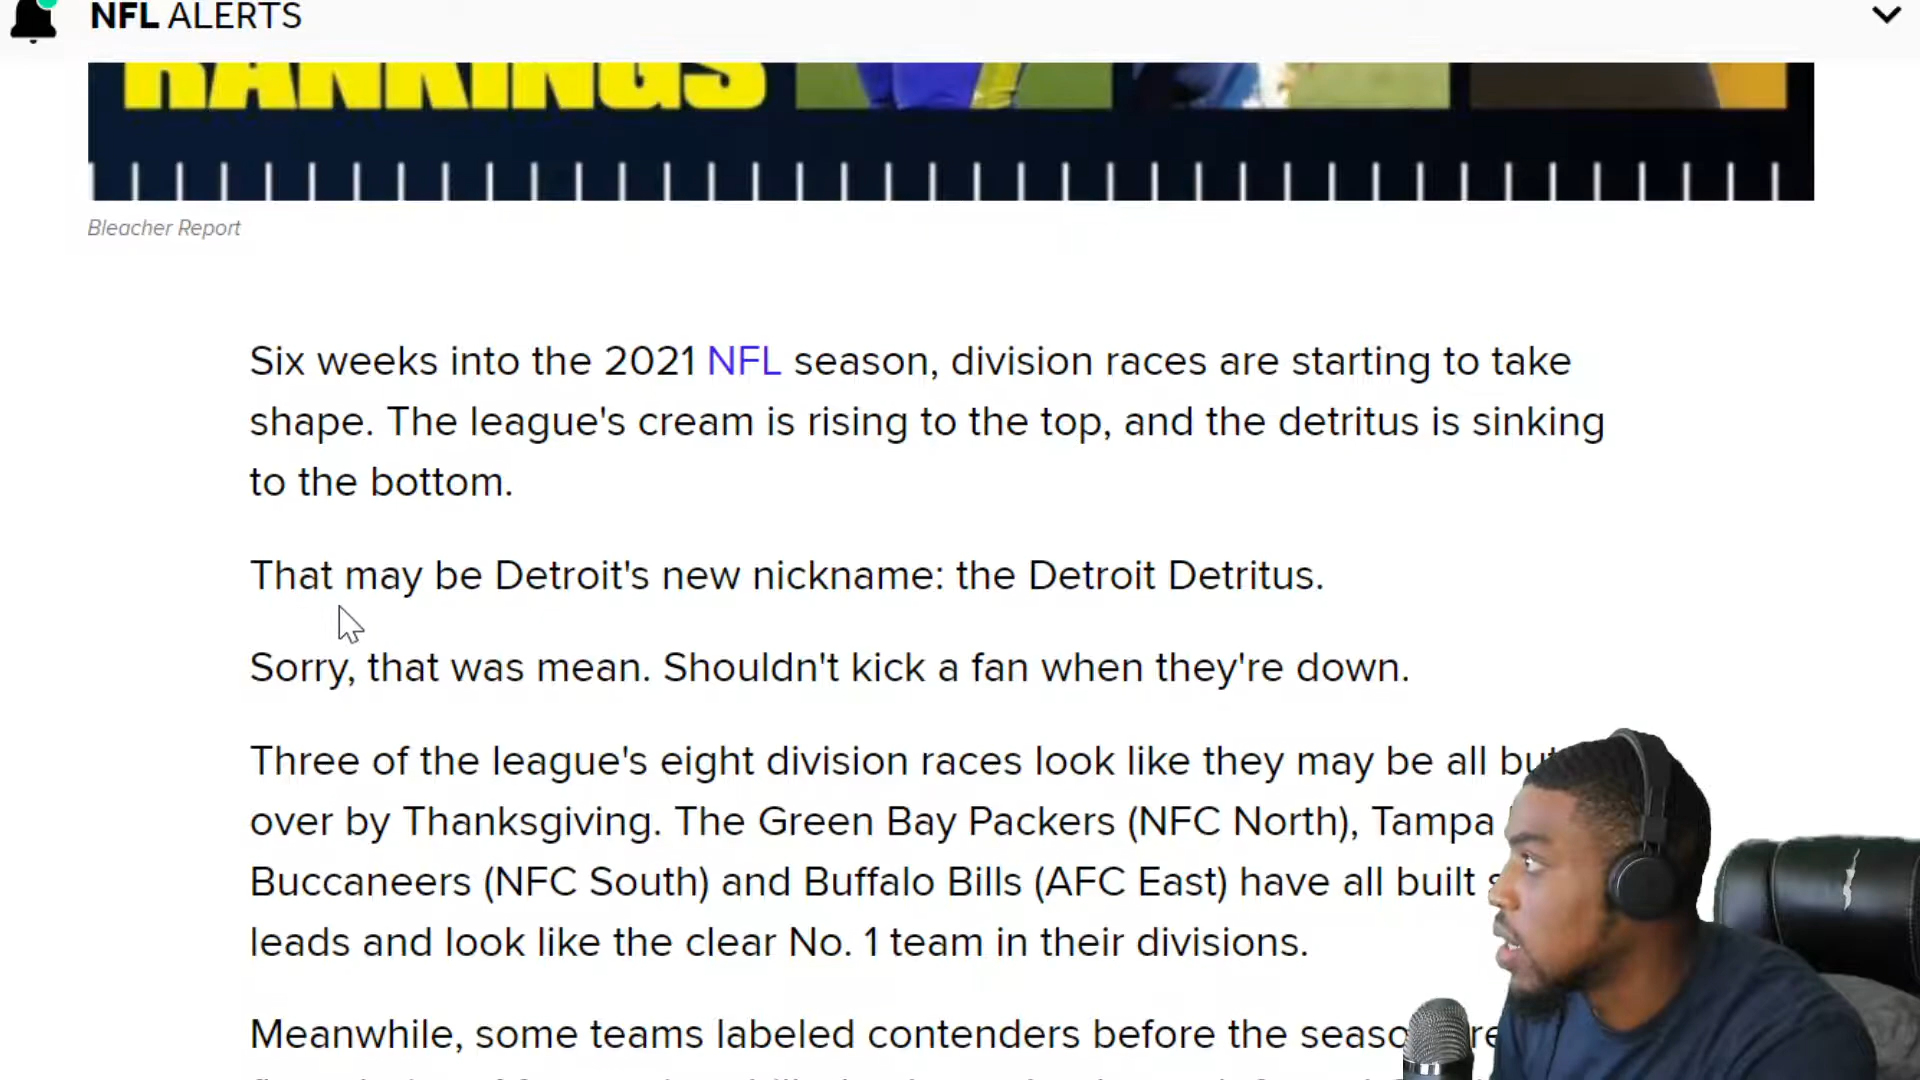 NFL ALERTS
RANKINGS
Bleacher Report
Six weeks into the 2021 NFL season, division races are starting to take
shape. The league's cream is rising to the top, and the detritus is sinking
to the bottom.
That may be Detroit's new nickname: the Detroit Detritus.
Sorry, that was mean. Shouldn't kick a fan when they're down.
Three of the league's eight division races look like they may be all but
over by Thanksgiving. The Green Bay Packers (NFC North), Tampa
Buccaneers (NFC South) and Buffalo Bills (AFC East) have all built
leads and look like the clear No. 1 team in their divisions.
Meanwhile, some teams labeled contenders before the